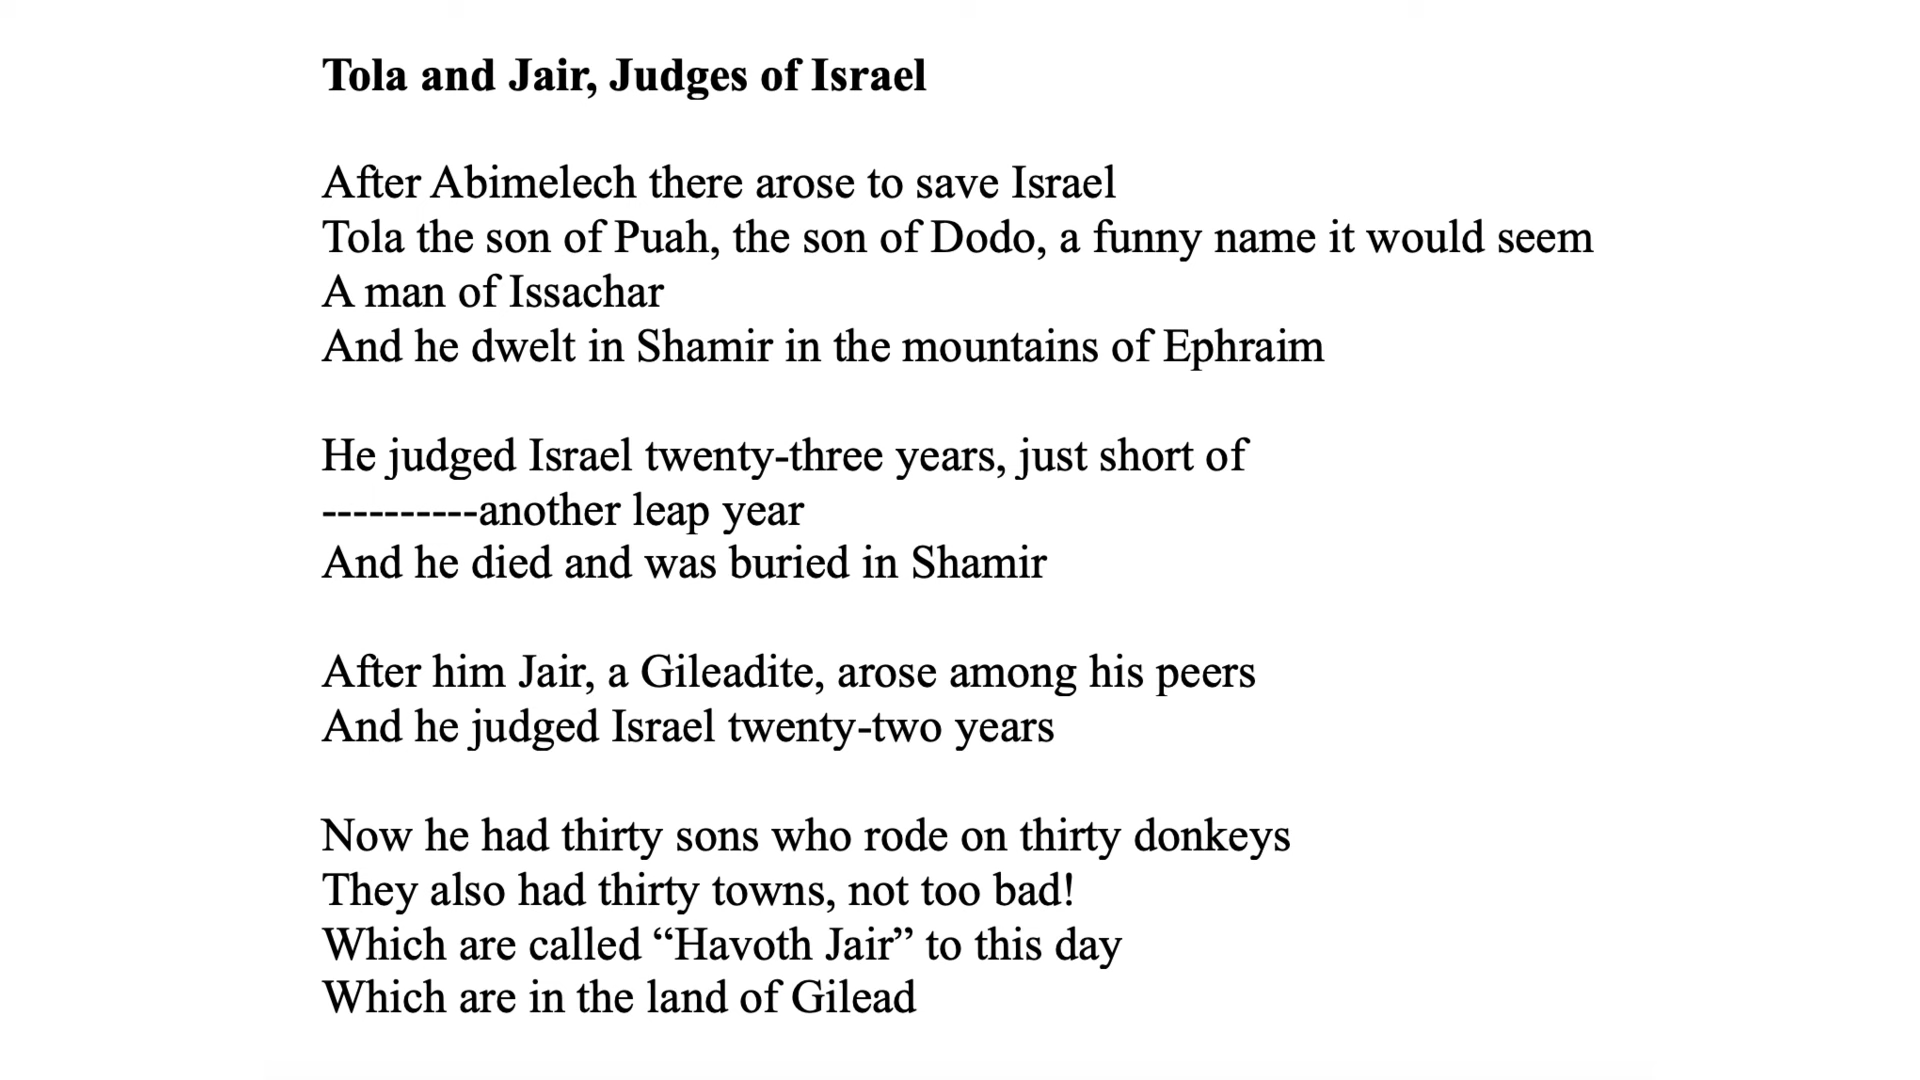 Tola and Jair, Judges of Israel
After Abimelech there arose to save Israel
Tola the son of Puah, the son of Dodo, a funny name it would seem
A man of Issachar
And he dwelt in Shamir in the mountains of Ephraim
He judged Israel twenty-three years, just short of
----------another leap year
And he died and was buried in Shamir
After him Jair, a Gileadite, arose among his peers
And he judged Israel twenty-two years
Now he had thirty sons who rode on thirty donkeys
They also had thirty towns, not too bad!
Which are called “Havoth Jair” to this day
Which are in the land of Gilead